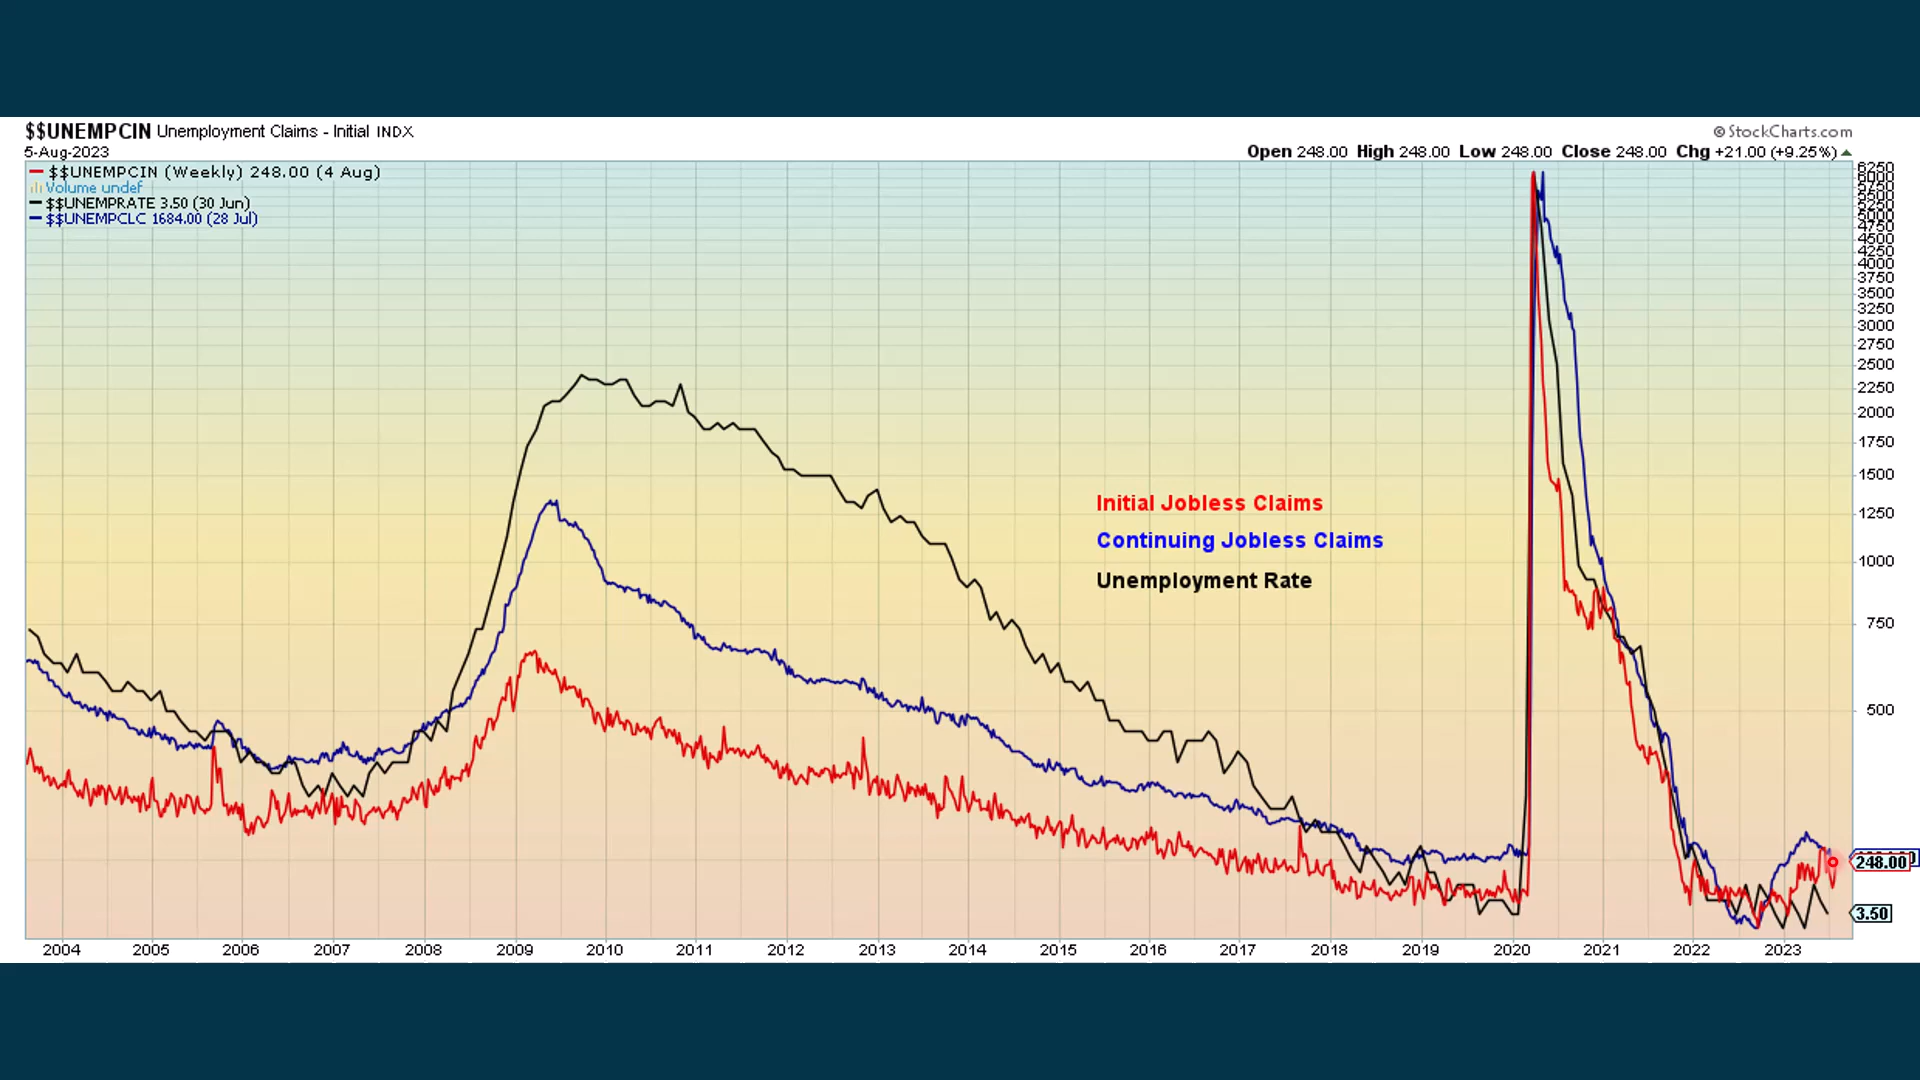 $$UNEMPCIN Unemployment Claims - Initial INDX
© StockCharts.com
5-Aug-2023
Open 248.00 High 248.00 Low 248.00 Close 248.00 Chg +21.00 (+9.25%)
$$UNEMPCIN (Weekly) 248.00 (4 Aug)
Volume undef
$$UNEMPRATE 3.50 (30 Jun)
$$UNEMPCLC 1684.00 (28 Jul)
6250
6000
5750
5500
5250
5000
4750
4500
4250
4000
3750
3500
3250
3000
2750
2500
2250
2000
1750
1500
1250
1000
750
500
Initial Jobless Claims
Continuing Jobless Claims
Unemployment Rate
248.00
3.50
2004 2005 2006 2007 2008 2009 2010 2011 2012 2013 2014 2015 2016 2017 2018 2019 2020 2021 2022 2023